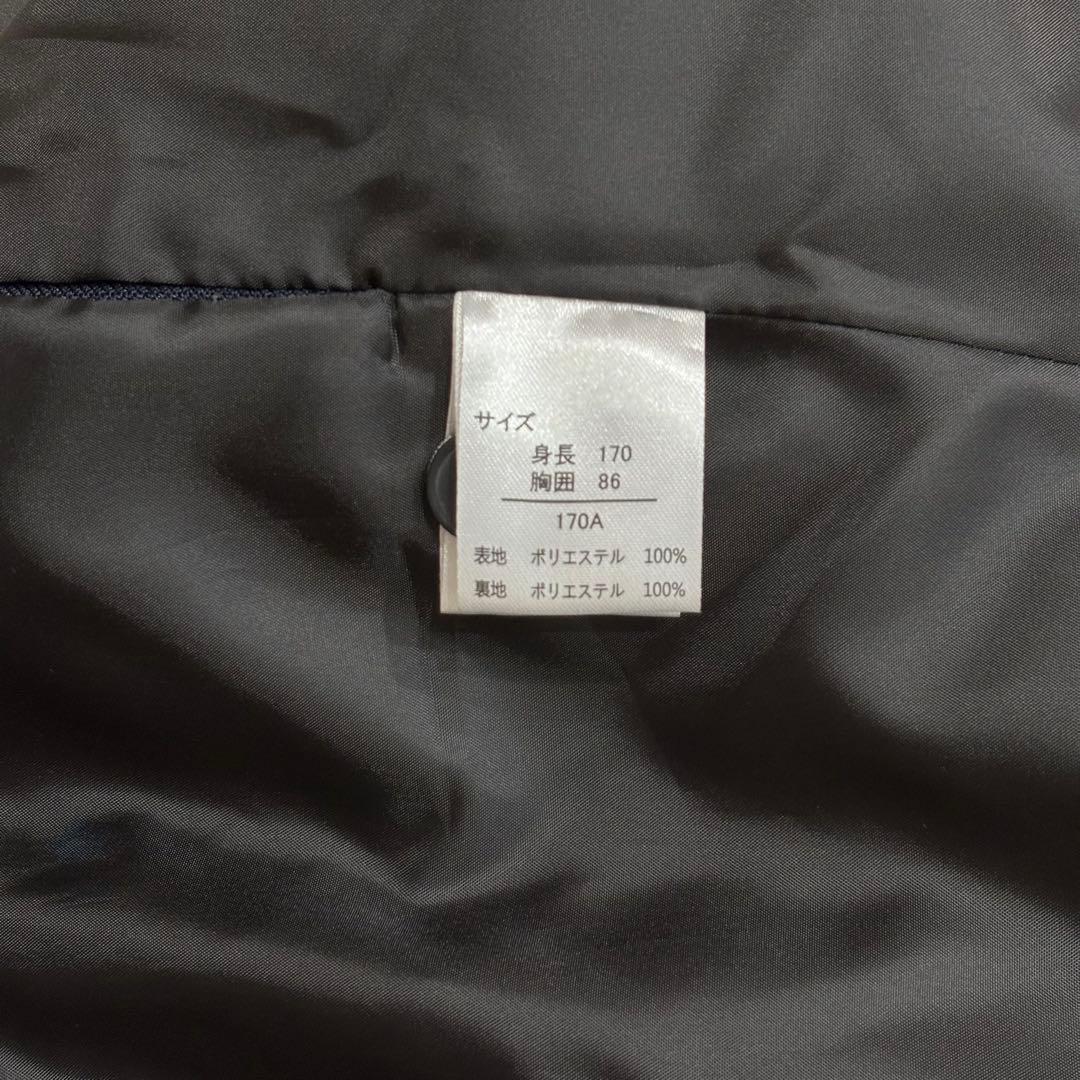 サイズ
身長 170
胸囲 86
170A
表地 ポリエステル 100%
裏地 ポリエステル 100%